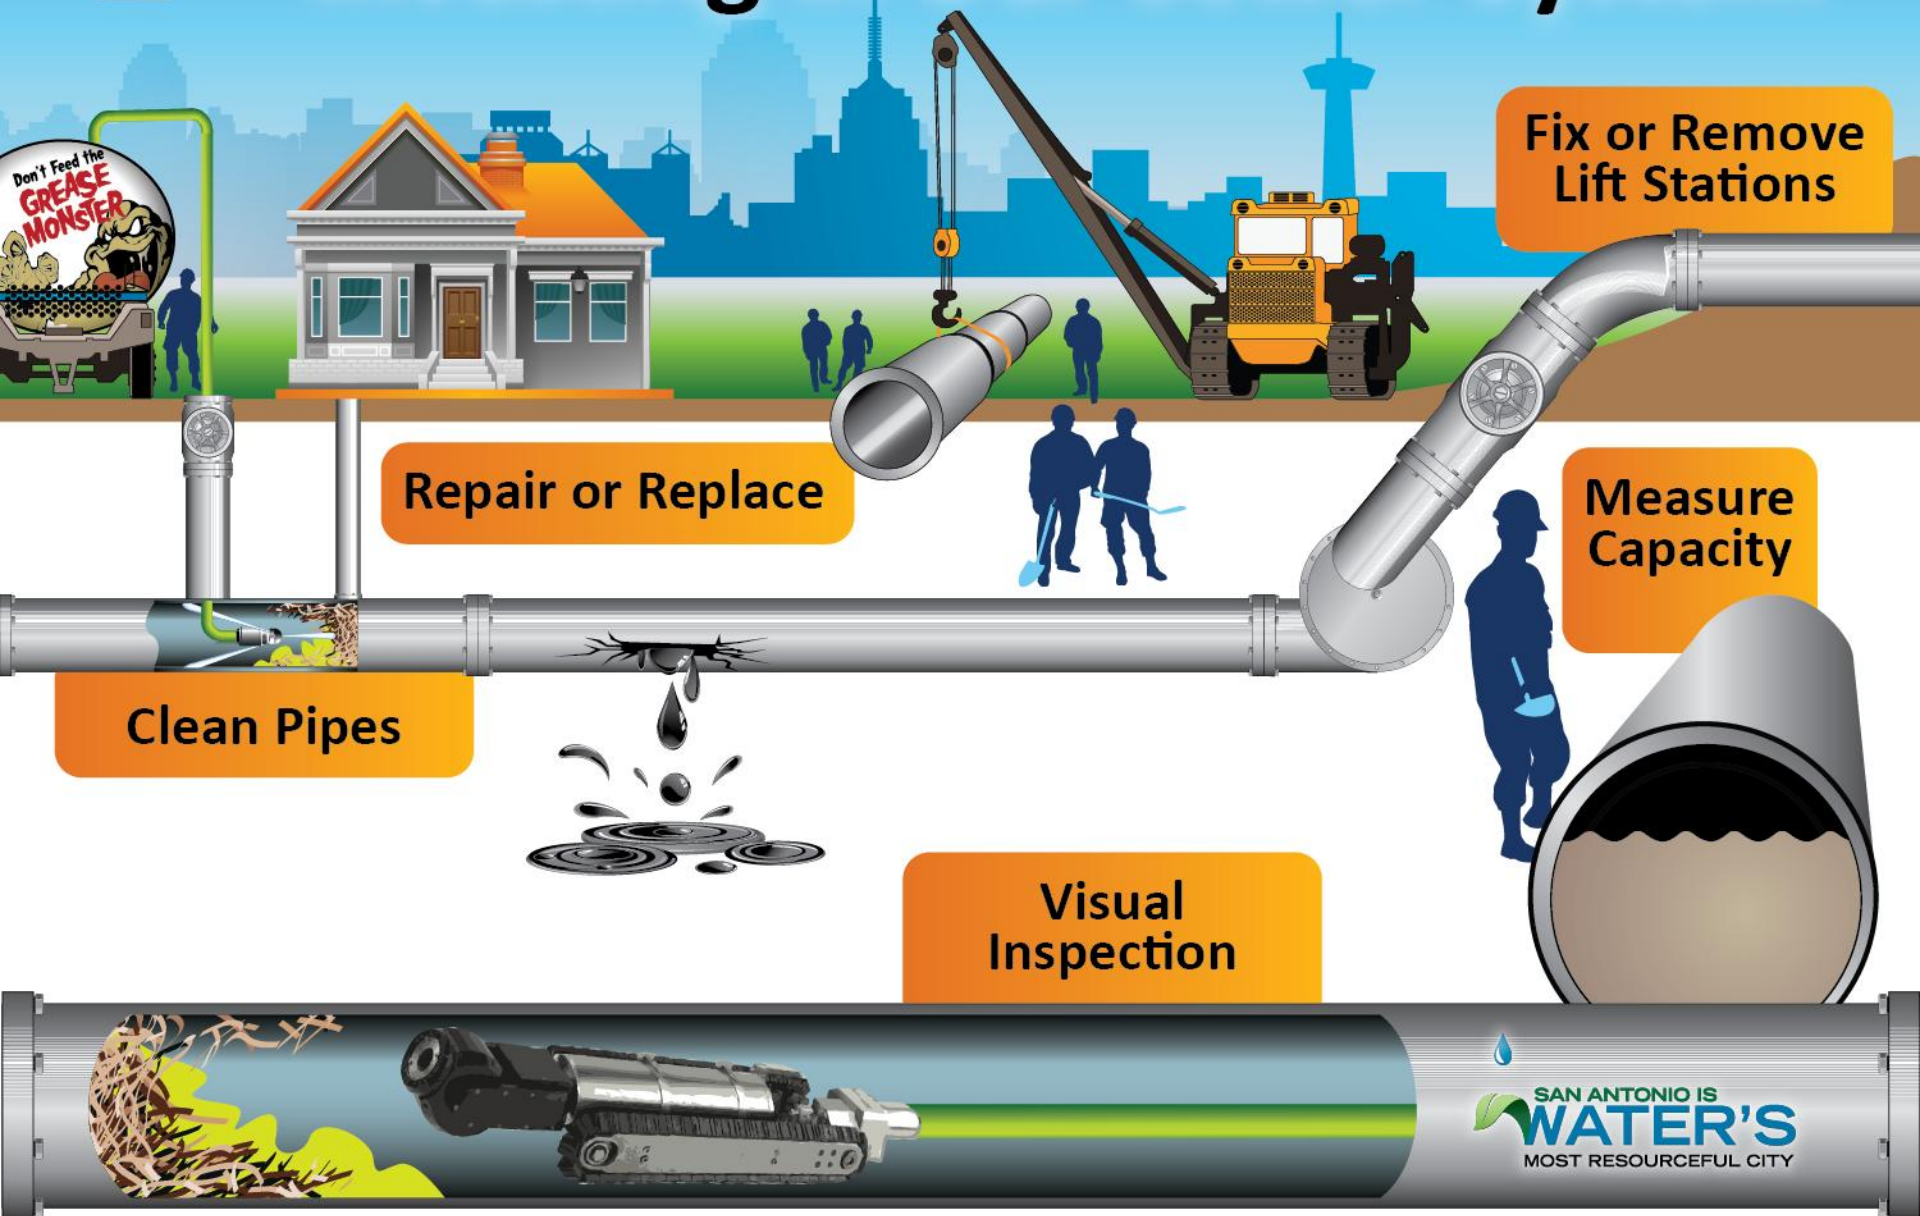 Don't Feed the
GREASE
MONSTER
Fix or Remove
Lift Stations
Repair or Replace
Measure
Capacity
Clean Pipes
Visual
Inspection
SAN ANTONIO IS
WATER'S
MOST RESOURCEFUL CITY